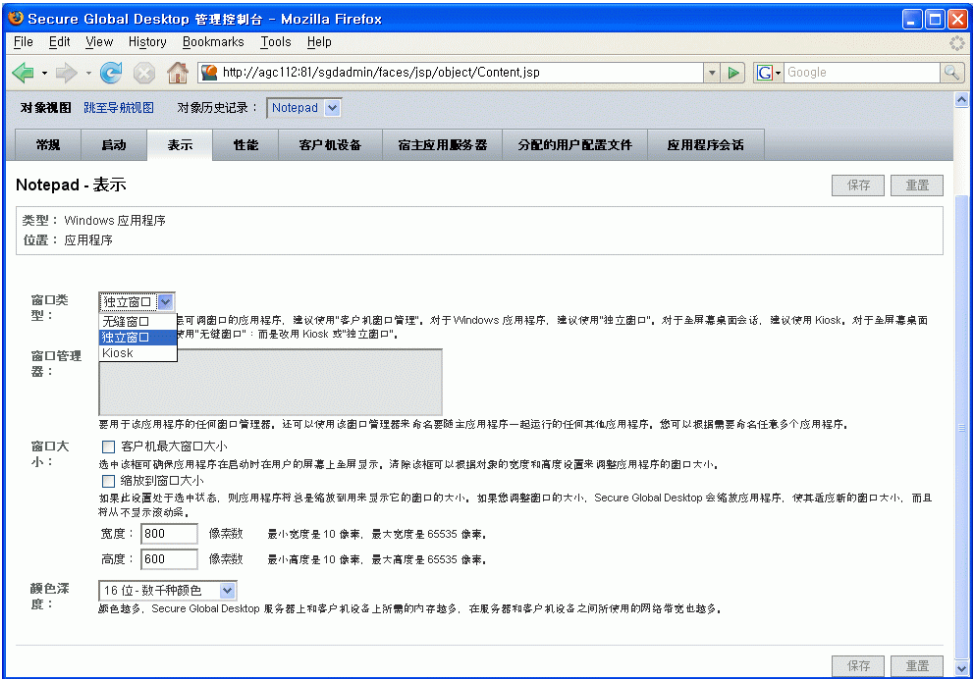 Secure Global Desktop 管理控制台 - Mozilla Firefox
File Edit View History Bookmarks Tools Help
http://agc112:81/sgdadmin/faces/jsp/object/Content.jsp
Google
对象视图 跳至导航视图 对象历史记录： Notepad
常规 启动 表示 性能 客户机设备 宿主应用服务器 分配的用户配置文件 应用程序会话
Notepad - 表示 保存 重置
类型： Windows 应用程序
位置： 应用程序
窗口类型： 独立窗口
无缝窗口
独立窗口
Kiosk
是可调窗口的应用程序，建议使用"客户机窗口管理"。对于 Windows 应用程序，建议使用"独立窗口"。对于全屏幕桌面会话，建议使用 Kiosk。对于全屏幕桌面
使用"无缝窗口"：而是改用 Kiosk 或"独立窗口"。
窗口管理器：
要用于该应用程序的任何窗口管理器。还可以使用该窗口管理器来命名要随主应用程序一起运行的任何其他应用程序。您可以根据需要命名任意多个应用程序。
窗口大小： 客户机最大窗口大小
选中该框可确保应用程序在启动时在用户的屏幕上全屏显示。清除该框可以根据对象的宽度和高度设置来调整应用程序的窗口大小。
缩放到窗口大小
如果此设置处于选中状态，则应用程序将总是缩放到用来显示它的窗口的大小。如果您调整窗口的大小，Secure Global Desktop 会缩放应用程序，使其适应新的窗口大小，而且
将从不显示滚动条。
宽度： 800 像素数 最小宽度是 10 像素，最大宽度是 65535 像素。
高度： 600 像素数 最小高度是 10 像素，最大高度是 65535 像素。
颜色深度： 16 位 - 数千种颜色
颜色越多，Secure Global Desktop 服务器上和客户机设备上所需的内存越多，在服务器和客户机设备之间所使用的网络带宽也越多。
保存 重置